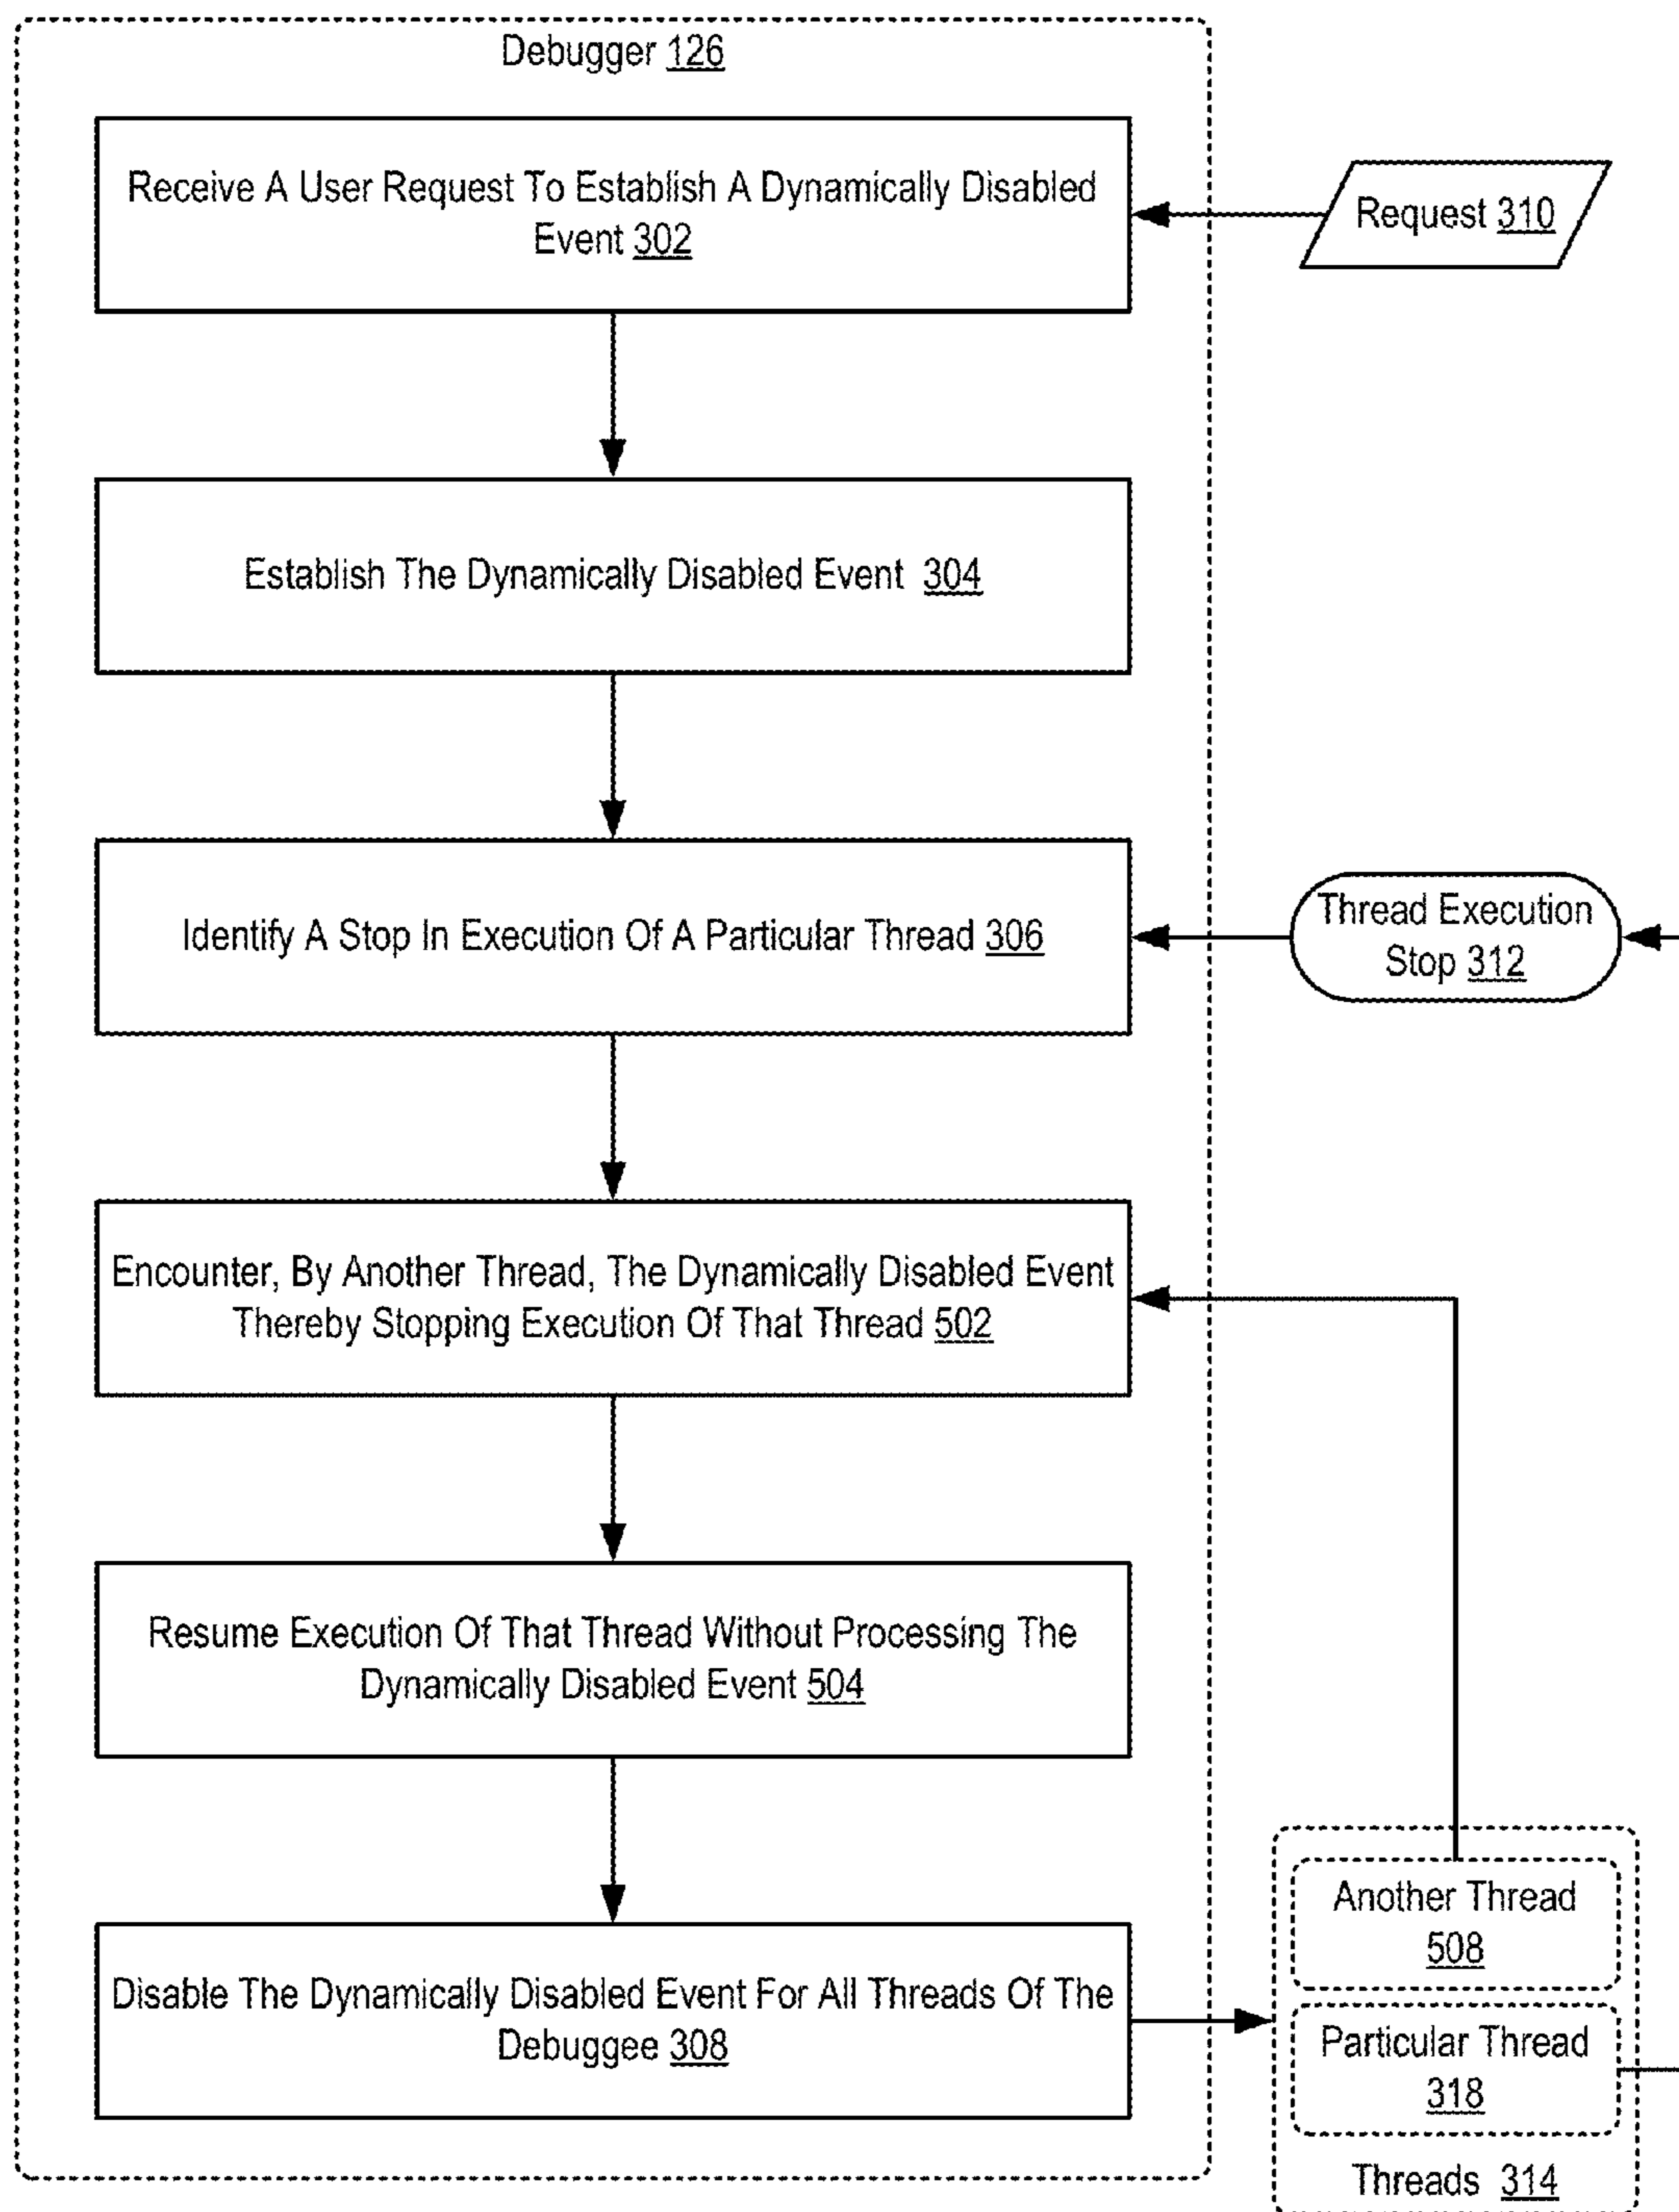 Debugger 126
Receive A User Request To Establish A Dynamically Disabled
Event 302
Request 310
Establish The Dynamically Disabled Event 304
Identify A Stop In Execution Of A Particular Thread 306
Thread Execution
Stop 312
Encounter, By Another Thread, The Dynamically Disabled Event
Thereby Stopping Execution Of That Thread 502
Resume Execution Of That Thread Without Processing The
Dynamically Disabled Event 504
Disable The Dynamically Disabled Event For All Threads Of The
Debuggee 308
Another Thread
508
Particular Thread
318
Threads 314